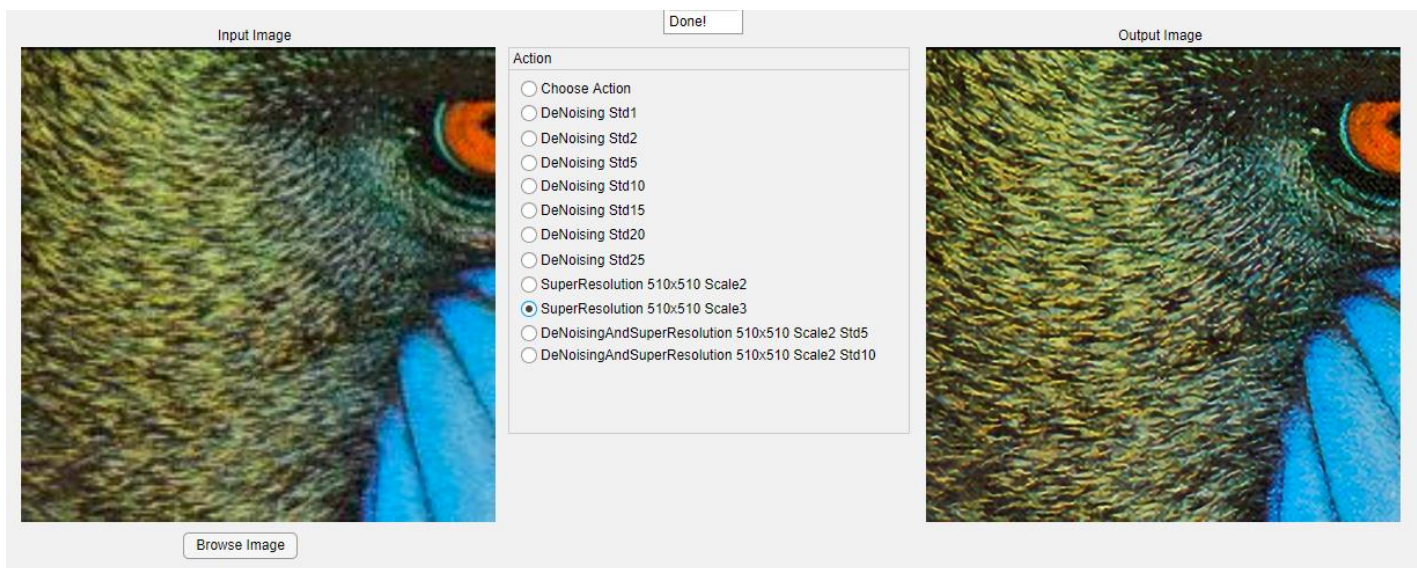 Done!
Input Image
Output Image
Action
Choose Action
DeNoising Std1
DeNoising Std2
DeNoising Std5
DeNoising Std10
DeNoising Std15
DeNoising Std20
DeNoising Std25
SuperResolution 510x510 Scale2
SuperResolution 510x510 Scale3
DeNoisingAndSuperResolution 510x510 Scale2 Std5
DeNoisingAndSuperResolution 510x510 Scale2 Std10
Browse Image